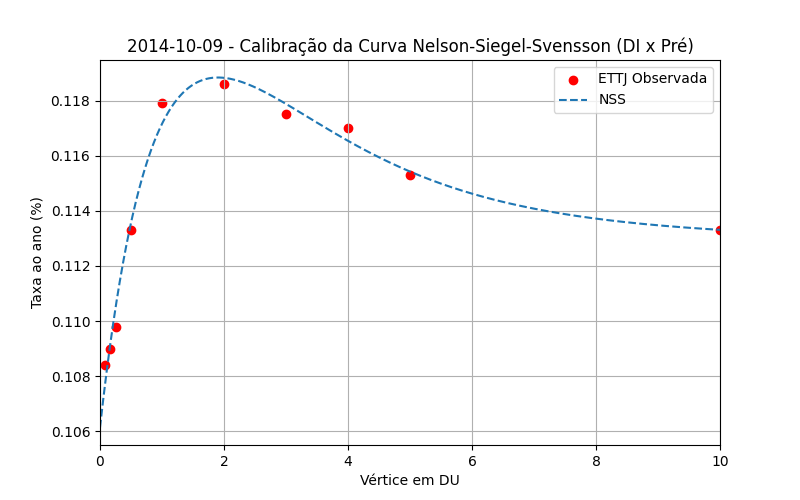 2014-10-09 - Calibração da Curva Nelson-Siegel-Svensson (DI x Pré)
ETTJ Observada
NSS
Taxa ao ano (%)
0.118
0.116
0.114
0.112
0.110
0.108
0.106
0 2 4 6 8 10
Vértice em DU